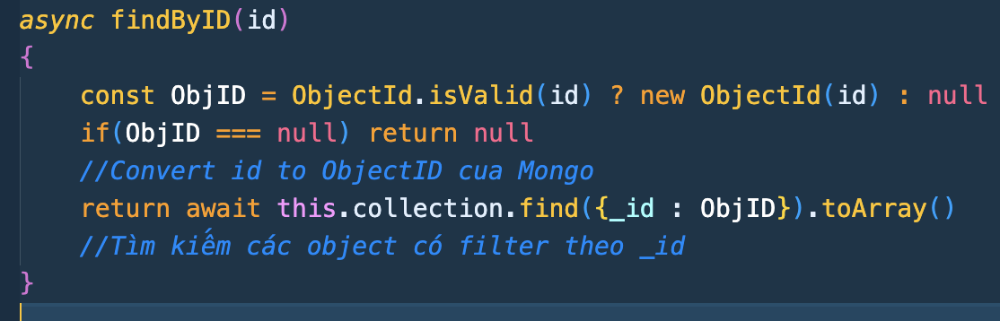 async findByID(id)
{
const ObjID = ObjectId.isValid(id) ? new ObjectId(id) : null
if(ObjID === null) return null
//Convert id to ObjectID cua Mongo
return await this.collection.find({_id : ObjID}).toArray()
//Tìm kiếm các object có filter theo _id
}